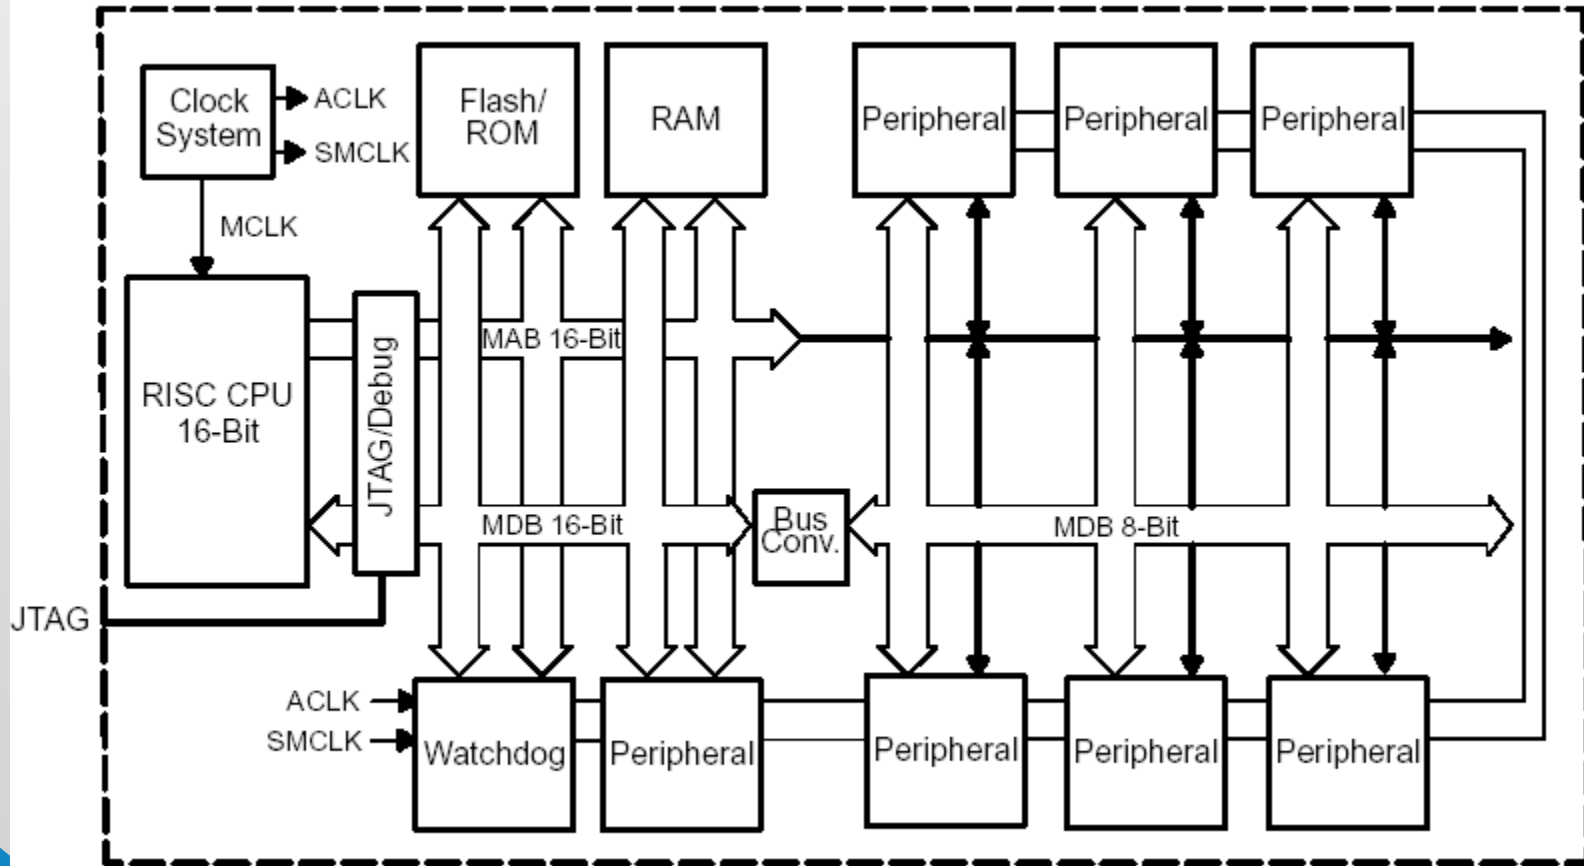 Clock
System
ACLK
SMCLK
MCLK
Flash/
ROM
RAM
Peripheral
Peripheral
Peripheral
RISC CPU
16-Bit
JTAG/Debug
MAB 16-Bit
MDB 16-Bit
Bus
Conv.
MDB 8-Bit
JTAG
ACLK
SMCLK
Watchdog
Peripheral
Peripheral
Peripheral
Peripheral